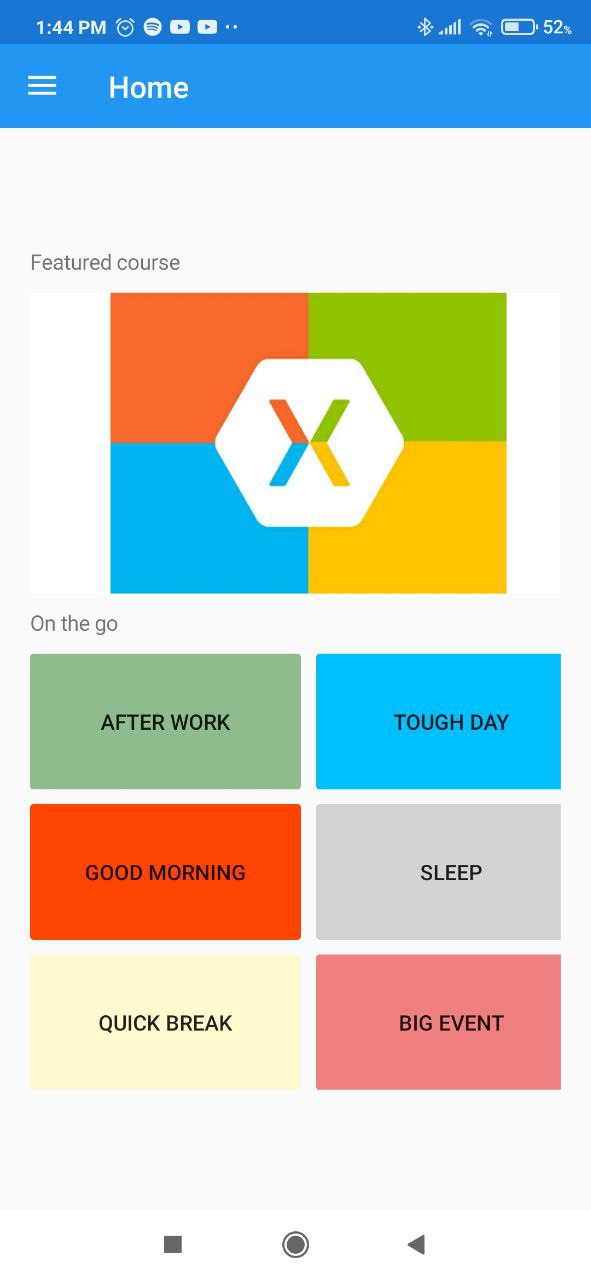 1:44 PM 52%
Home
Featured course
On the go
AFTER WORK TOUGH DAY
GOOD MORNING SLEEP
QUICK BREAK BIG EVENT